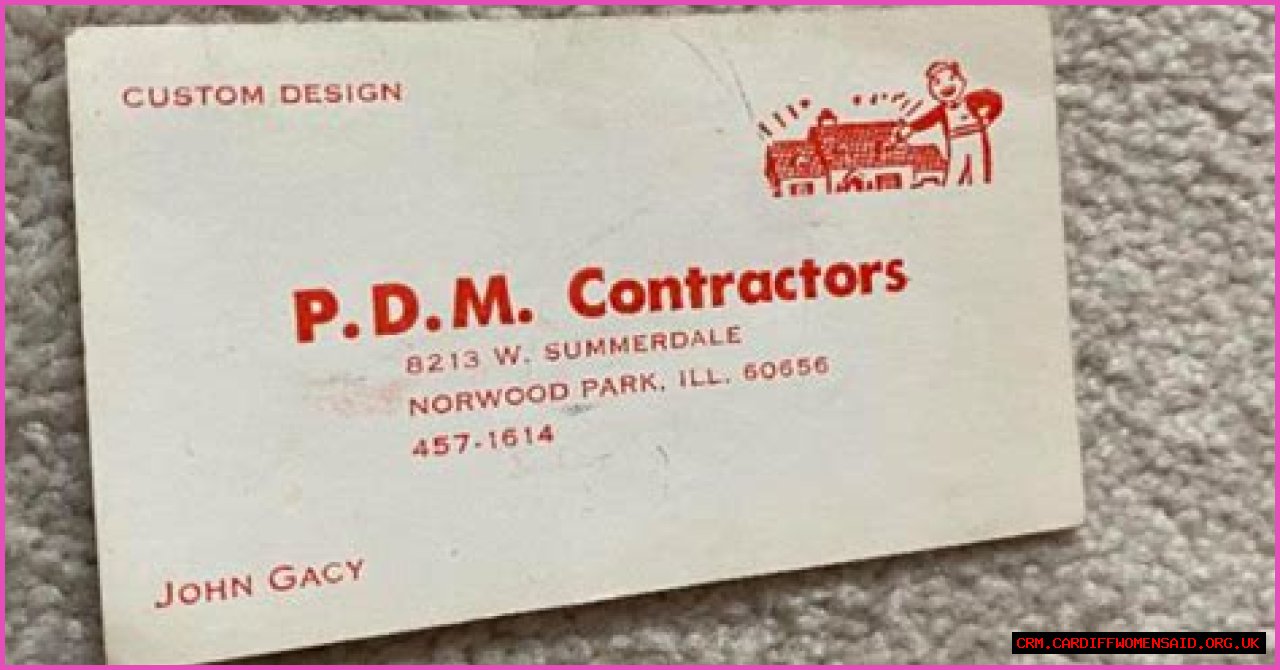 CUSTOM DESIGN
P.D.M. Contractors
8213 W. SUMMERDALE
NORWOOD PARK, ILL. 60656
457-1614
JOHN GACY
CRM.CARDIFFWOMENSAID.ORG.UK